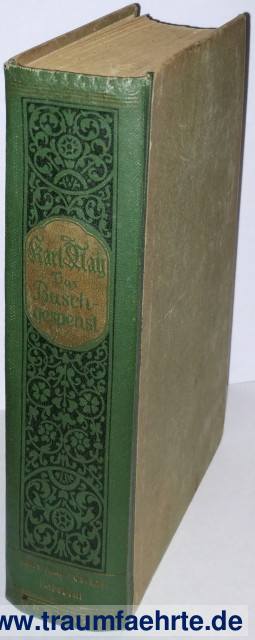 Karl May
Das
Busch-
gespenst
www.traumfaehrte.de